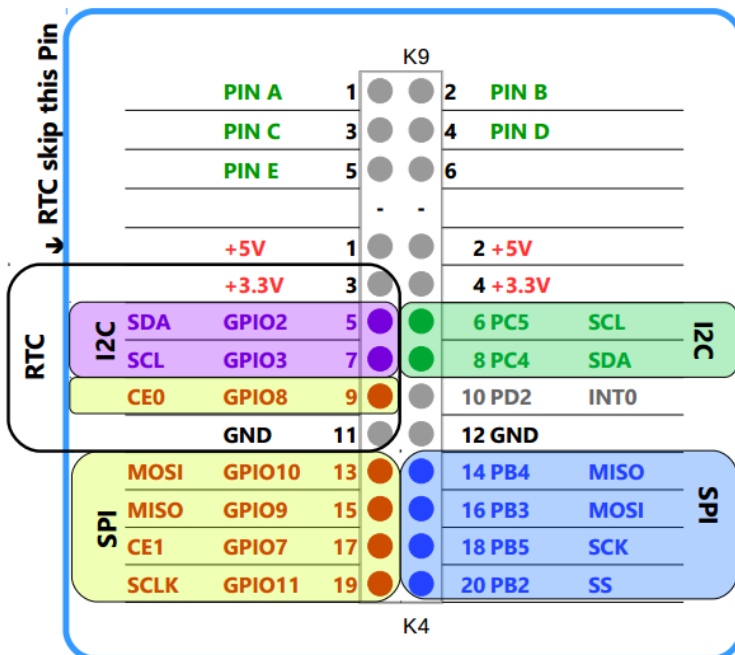 K9
↓ RTC skip this Pin
PIN A 1 2 PIN B
PIN C 3 4 PIN D
PIN E 5 6
- -
+5V 1 2 +5V
+3.3V 3 4 +3.3V
RTC
I2C
SDA GPIO2 5 6 PC5 SCL
SCL GPIO3 7 8 PC4 SDA
I2C
CE0 GPIO8 9 10 PD2 INT0
GND 11 12 GND
SPI
MOSI GPIO10 13 14 PB4 MISO
MISO GPIO9 15 16 PB3 MOSI
CE1 GPIO7 17 18 PB5 SCK
SCLK GPIO11 19 20 PB2 SS
SPI
K4